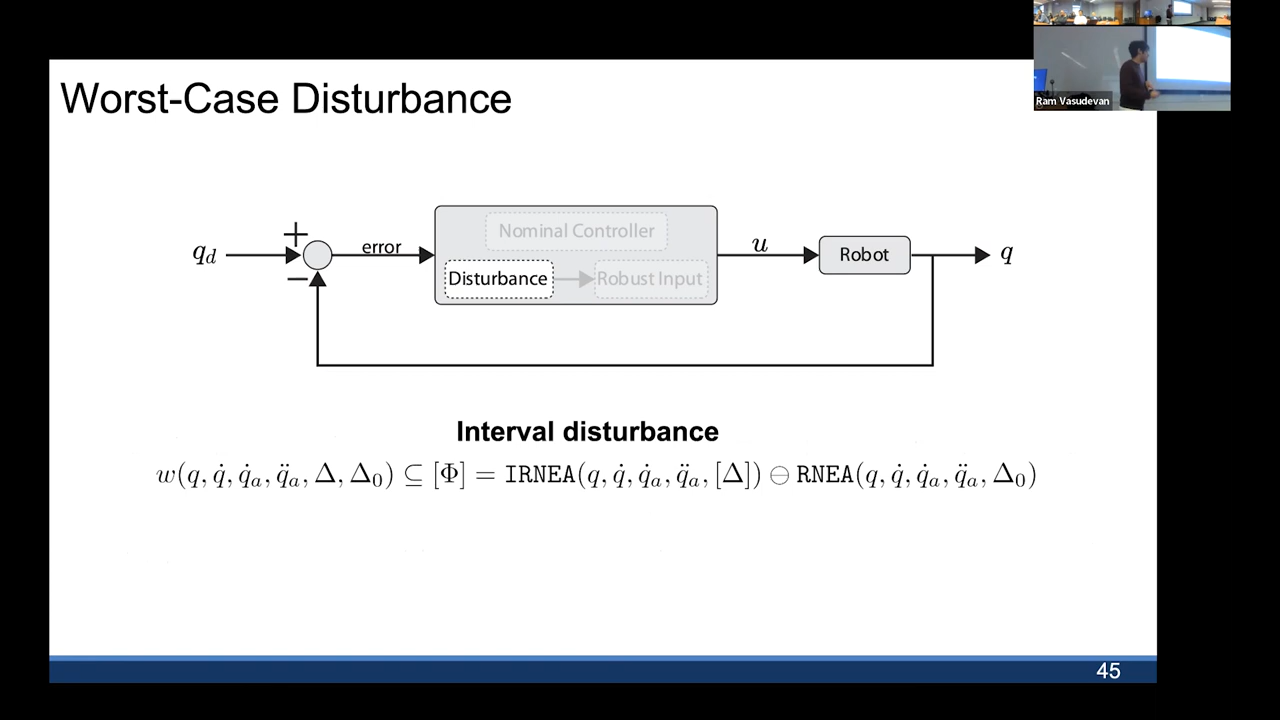 Ram Vasudevan
Worst-Case Disturbance
+
q_d
−
error
Nominal Controller
Disturbance
Robust Input
u
Robot
q
Interval disturbance
w(q, q̇, q̇_a, q̈_a, Δ, Δ_0) ⊆ [Φ] = IRNEA(q, q̇, q̇_a, q̈_a, [Δ]) ⊖ RNEA(q, q̇, q̇_a, q̈_a, Δ_0)
45